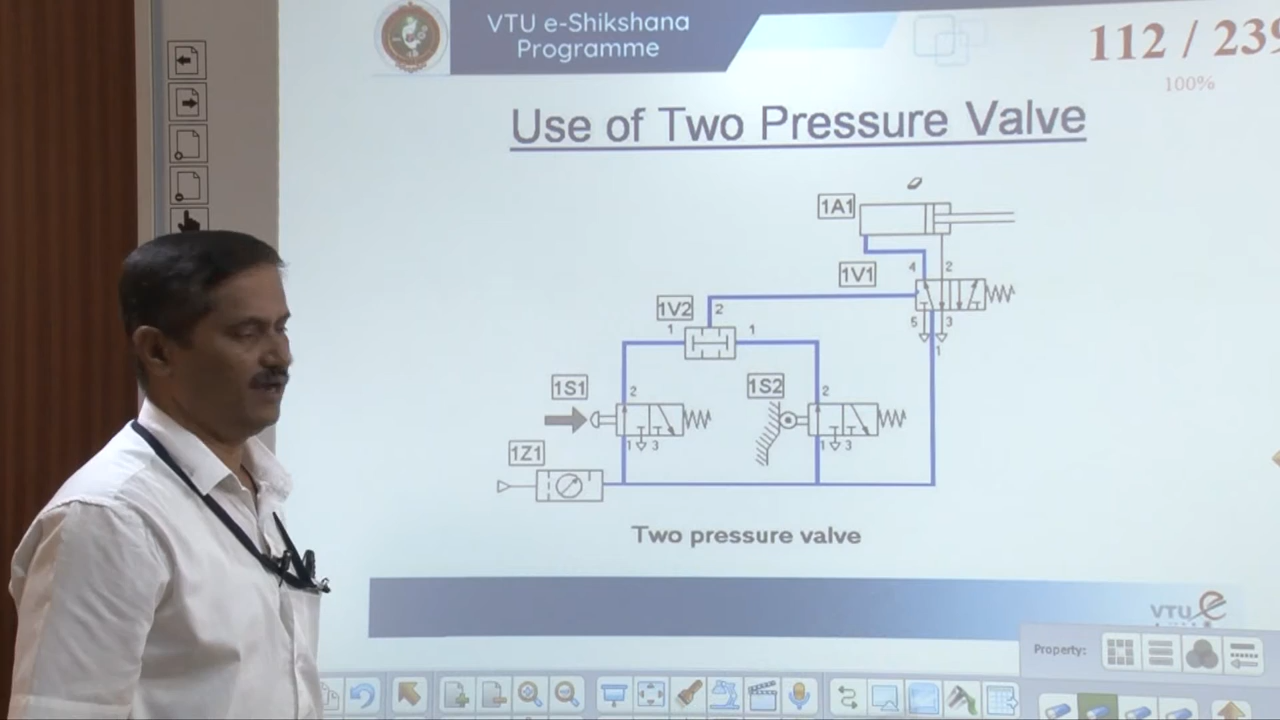 VTU e-Shikshana
Programme
112 / 239
100%
Use of Two Pressure Valve
1A1
4
2
1V1
1V2
2
5
3
1
1
1
1S1
2
1S2
2
1
3
1
3
1Z1
Two pressure valve
VTU e
Property: